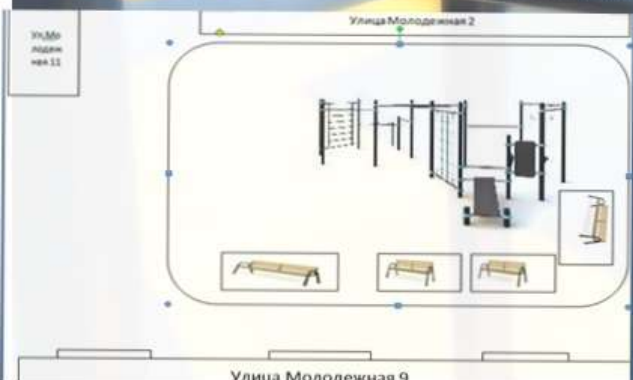 Улица Молодежная 2
Ул.Мо
лодеж
ная 11
Улица Молодежная 9